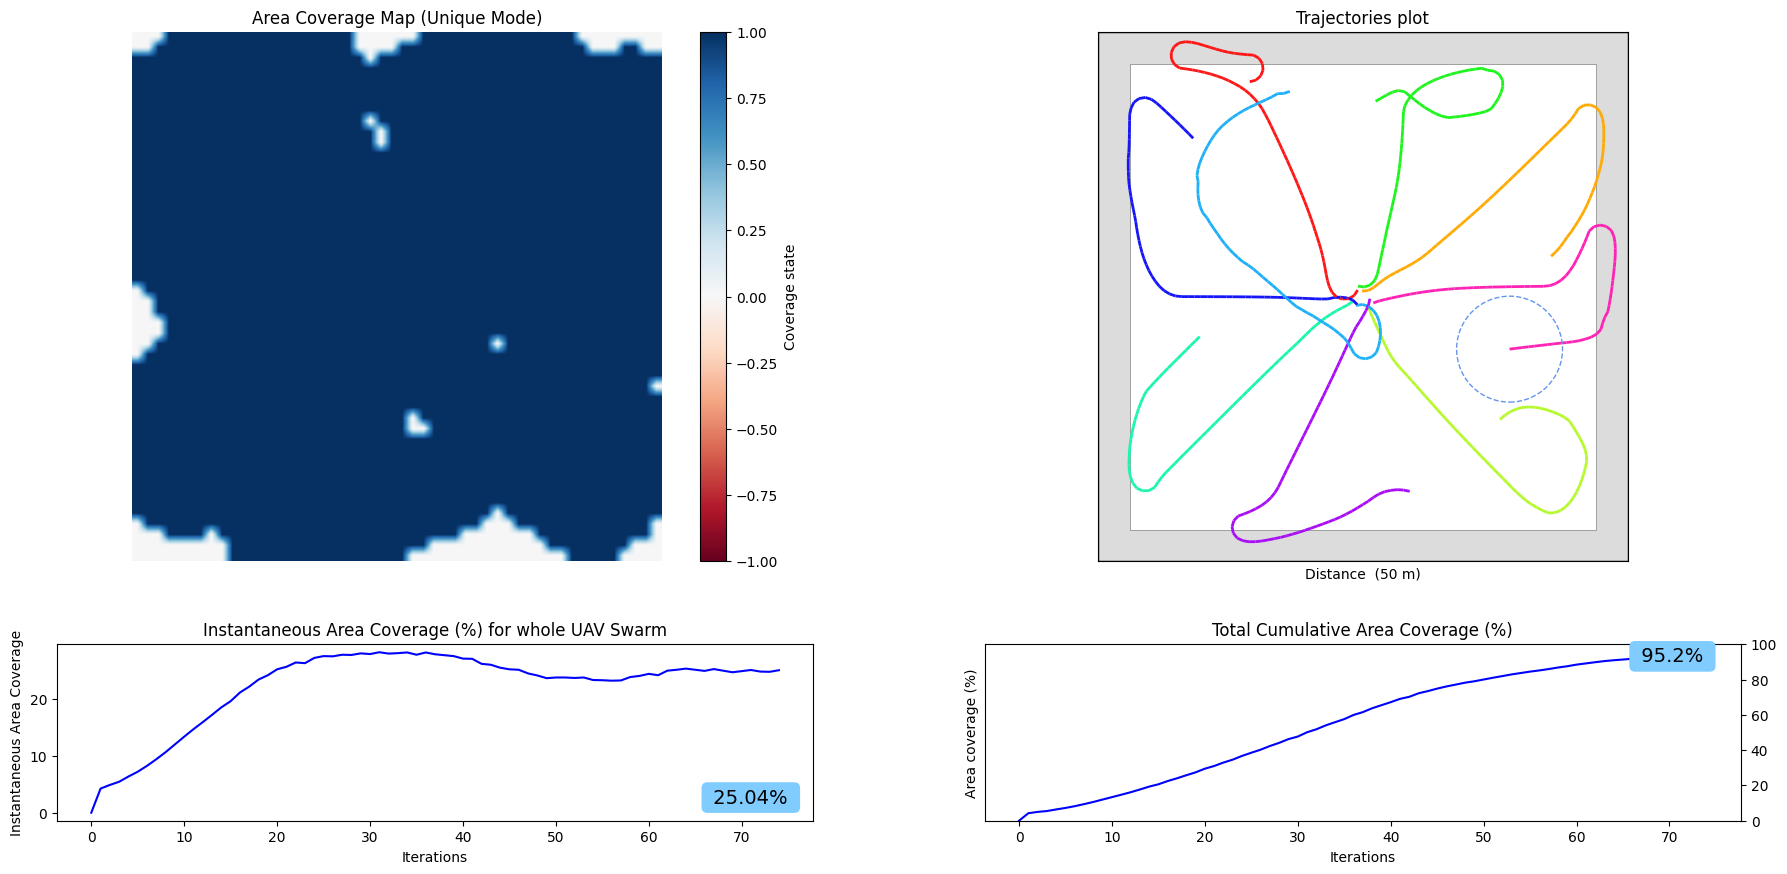 Area Coverage Map (Unique Mode)
1.00
0.75
0.50
0.25
0.00
−0.25
−0.50
−0.75
−1.00
Coverage state
Trajectories plot
Distance  (50 m)
Instantaneous Area Coverage (%) for whole UAV Swarm
Instantaneous Area Coverage
20
10
0
25.04%
0 10 20 30 40 50 60 70
Iterations
Total Cumulative Area Coverage (%)
Area coverage (%)
95.2%
100
80
60
40
20
0
0 10 20 30 40 50 60 70
Iterations